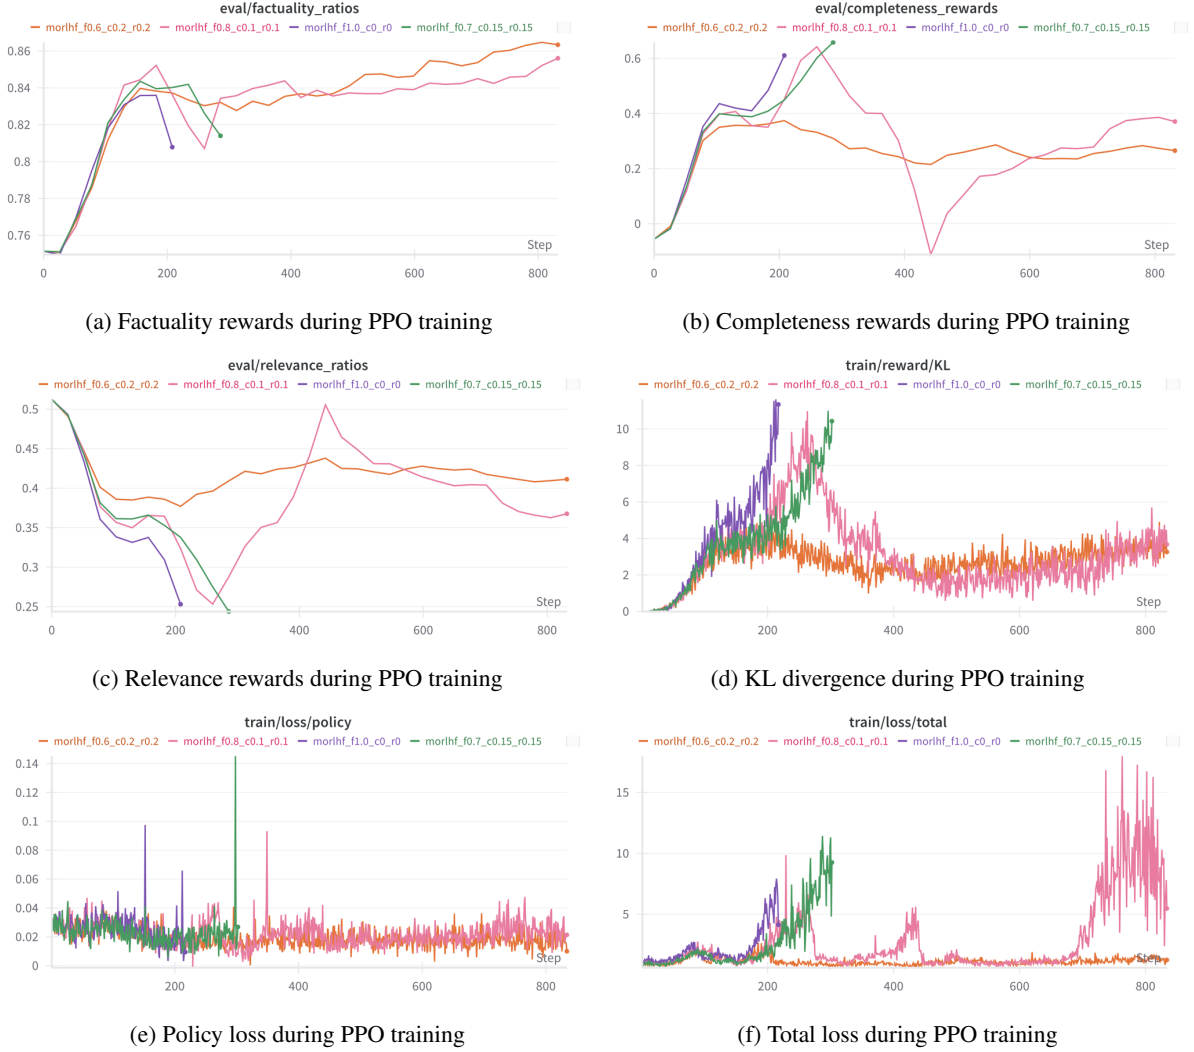 eval/factuality_ratios
morlhf_f0.6_c0.2_r0.2 morlhf_f0.8_c0.1_r0.1 morlhf_f1.0_c0_r0 morlhf_f0.7_c0.15_r0.15
0.86
0.84
0.82
0.8
0.78
0.76
Step
0 200 400 600 800
(a) Factuality rewards during PPO training
eval/completeness_rewards
morlhf_f0.6_c0.2_r0.2 morlhf_f0.8_c0.1_r0.1 morlhf_f1.0_c0_r0 morlhf_f0.7_c0.15_r0.15
0.6
0.4
0.2
0
Step
0 200 400 600 800
(b) Completeness rewards during PPO training
eval/relevance_ratios
morlhf_f0.6_c0.2_r0.2 morlhf_f0.8_c0.1_r0.1 morlhf_f1.0_c0_r0 morlhf_f0.7_c0.15_r0.15
0.5
0.45
0.4
0.35
0.3
0.25
Step
0 200 400 600 800
(c) Relevance rewards during PPO training
train/reward/KL
morlhf_f0.6_c0.2_r0.2 morlhf_f0.8_c0.1_r0.1 morlhf_f1.0_c0_r0 morlhf_f0.7_c0.15_r0.15
10
8
6
4
2
0
Step
200 400 600 800
(d) KL divergence during PPO training
train/loss/policy
morlhf_f0.6_c0.2_r0.2 morlhf_f0.8_c0.1_r0.1 morlhf_f1.0_c0_r0 morlhf_f0.7_c0.15_r0.15
0.14
0.12
0.1
0.08
0.06
0.04
0.02
0
Step
200 400 600 800
(e) Policy loss during PPO training
train/loss/total
morlhf_f0.6_c0.2_r0.2 morlhf_f0.8_c0.1_r0.1 morlhf_f1.0_c0_r0 morlhf_f0.7_c0.15_r0.15
15
10
5
Step
200 400 600 800
(f) Total loss during PPO training